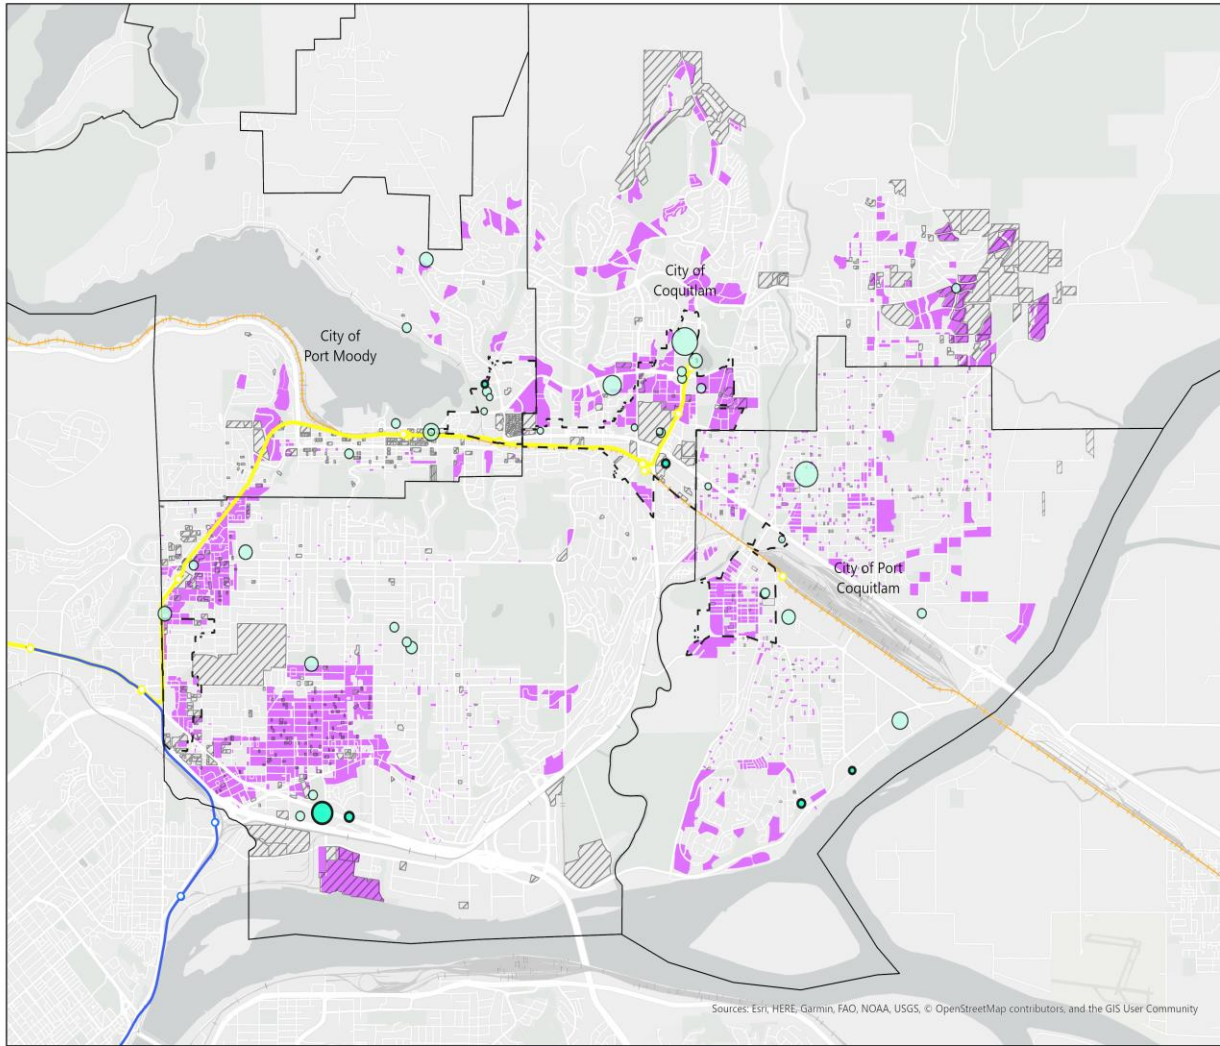 City of
Coquitlam
City of
Port Moody
City of Port
Coquitlam
Sources: Esri, HERE, Garmin, FAO, NOAA, USGS, © OpenStreetMap contributors, and the GIS User Community